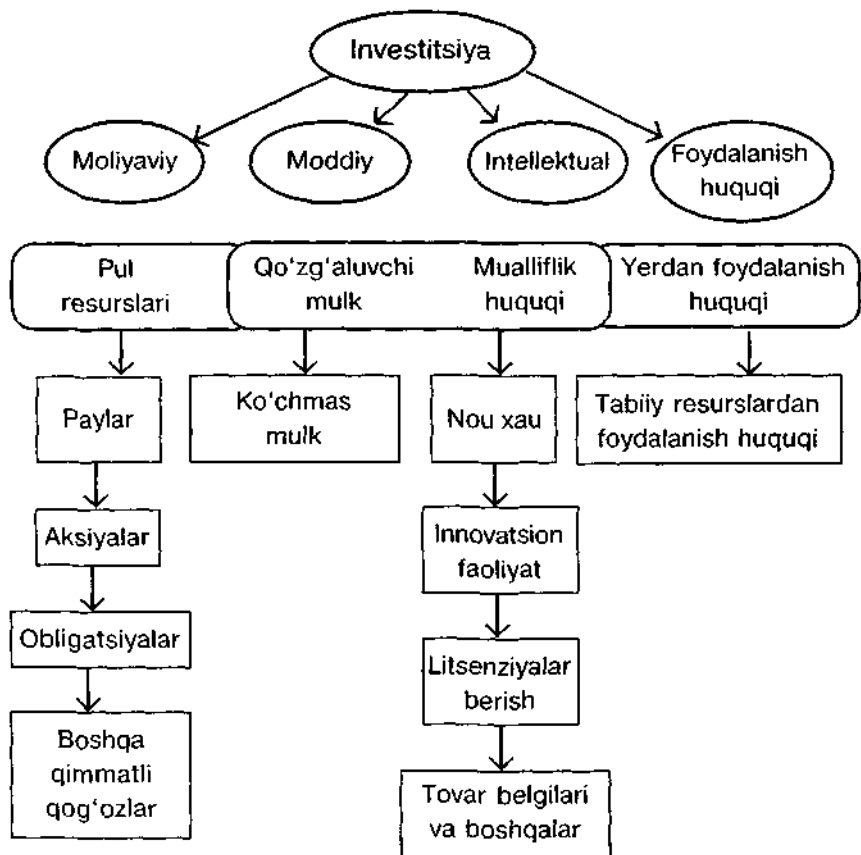 Investitsiya
Moliyaviy
Moddiy
Intellektual
Foydalanish
huquqi
Pul
resurslari
Qo‘zg‘aluvchi
mulk
Mualliflik
huquqi
Yerdan foydalanish
huquqi
Paylar
Ko‘chmas
mulk
Nou xau
Tabiiy resurslardan
foydalanish huquqi
Aksiyalar
Innovatsion
faoliyat
Obligatsiyalar
Litsenziyalar
berish
Boshqa
qimmatli
qog‘ozlar
Tovar belgilari
va boshqalar